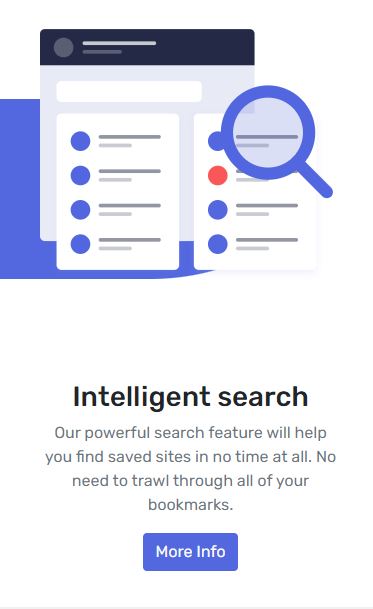 Intelligent search
Our powerful search feature will help
you find saved sites in no time at all. No
need to trawl through all of your
bookmarks.
More Info